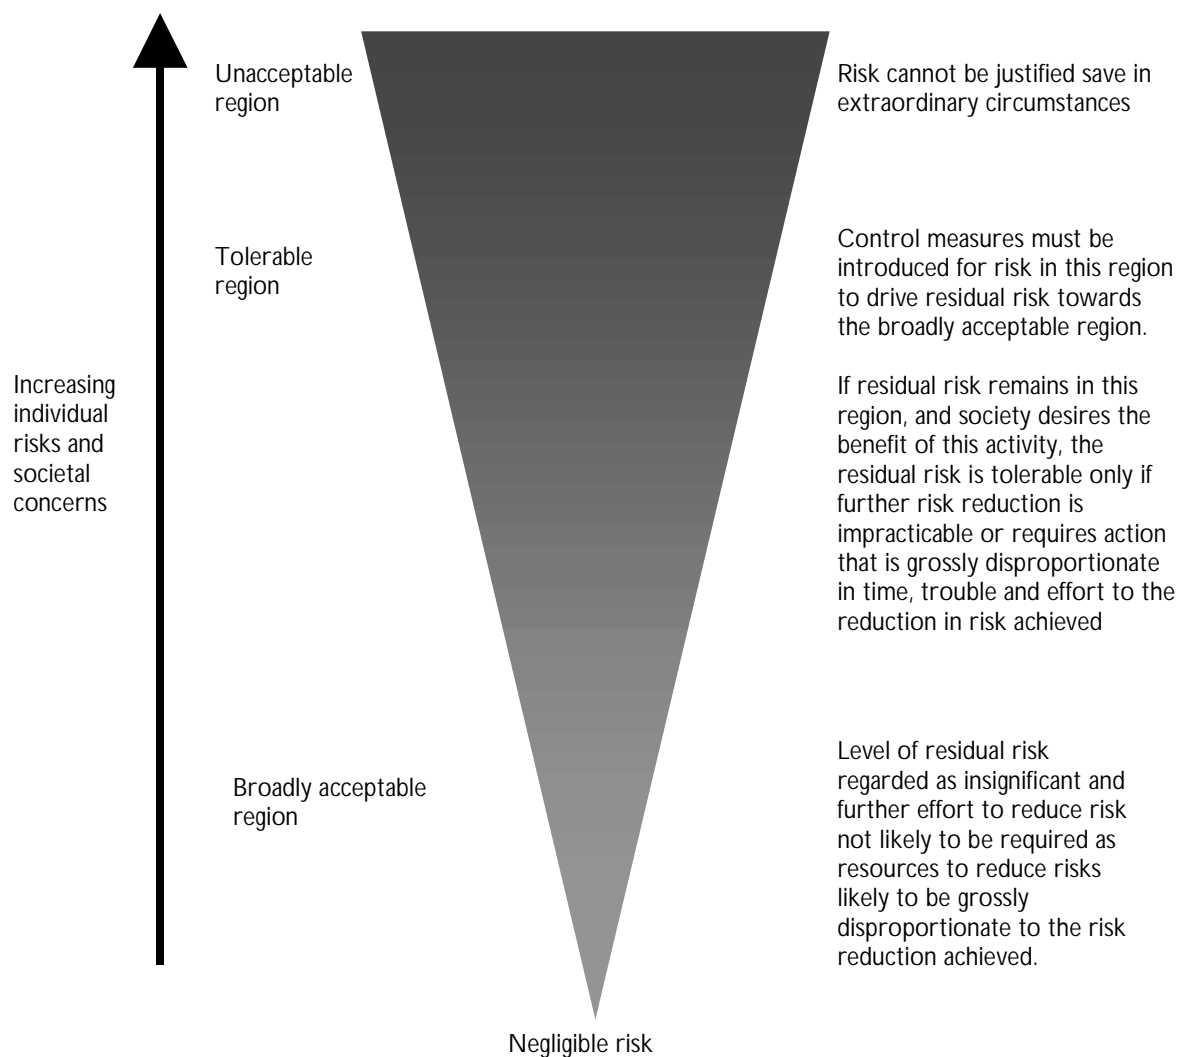 Unacceptable
region
Risk cannot be justified save in
extraordinary circumstances
Tolerable
region
Control measures must be
introduced for risk in this region
to drive residual risk towards
the broadly acceptable region.
Increasing
individual
risks and
societal
concerns
If residual risk remains in this
region, and society desires the
benefit of this activity, the
residual risk is tolerable only if
further risk reduction is
impracticable or requires action
that is grossly disproportionate
in time, trouble and effort to the
reduction in risk achieved
Broadly acceptable
region
Level of residual risk
regarded as insignificant and
further effort to reduce risk
not likely to be required as
resources to reduce risks
likely to be grossly
disproportionate to the risk
reduction achieved.
Negligible risk